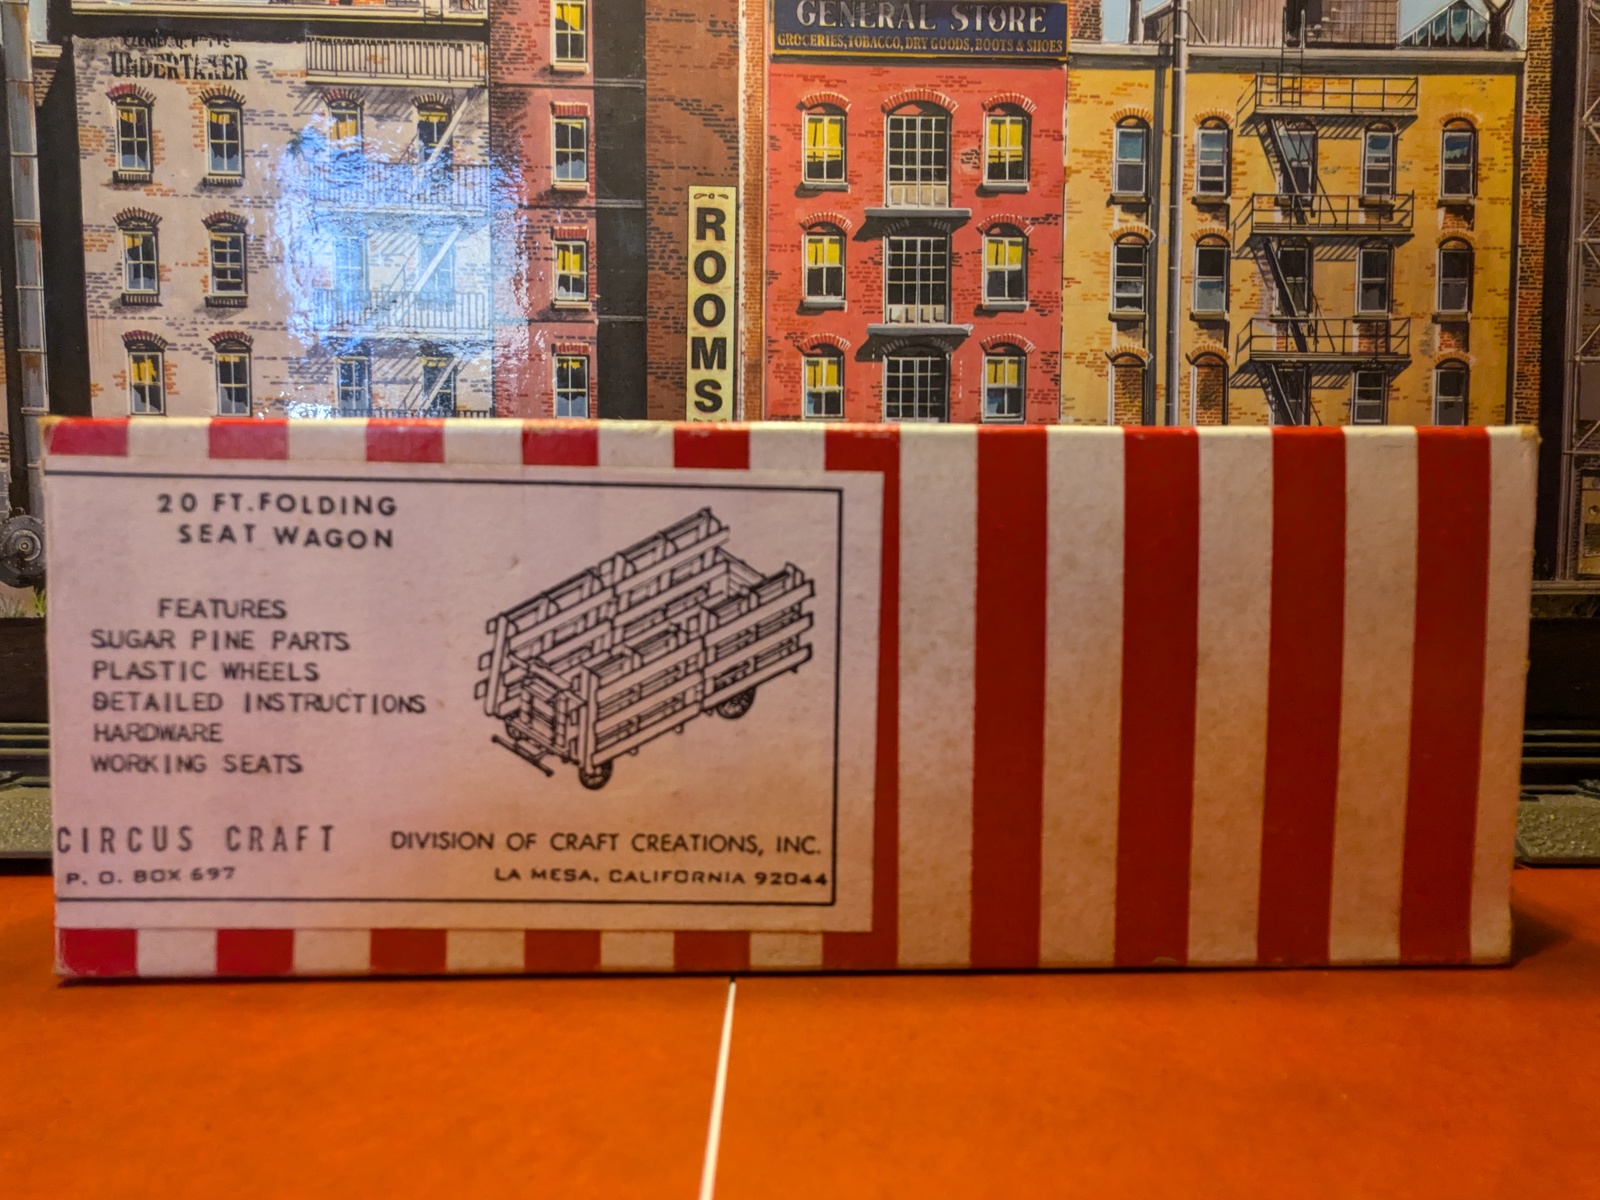 UNDERTAKER
GENERAL STORE
GROCERIES, TOBACCO, DRY GOODS, BOOTS & SHOES
ROOMS
20 FT. FOLDING
SEAT WAGON
FEATURES
SUGAR PINE PARTS
PLASTIC WHEELS
DETAILED INSTRUCTIONS
HARDWARE
WORKING SEATS
CIRCUS CRAFT DIVISION OF CRAFT CREATIONS, INC.
P. O. BOX 697 LA MESA, CALIFORNIA 92044